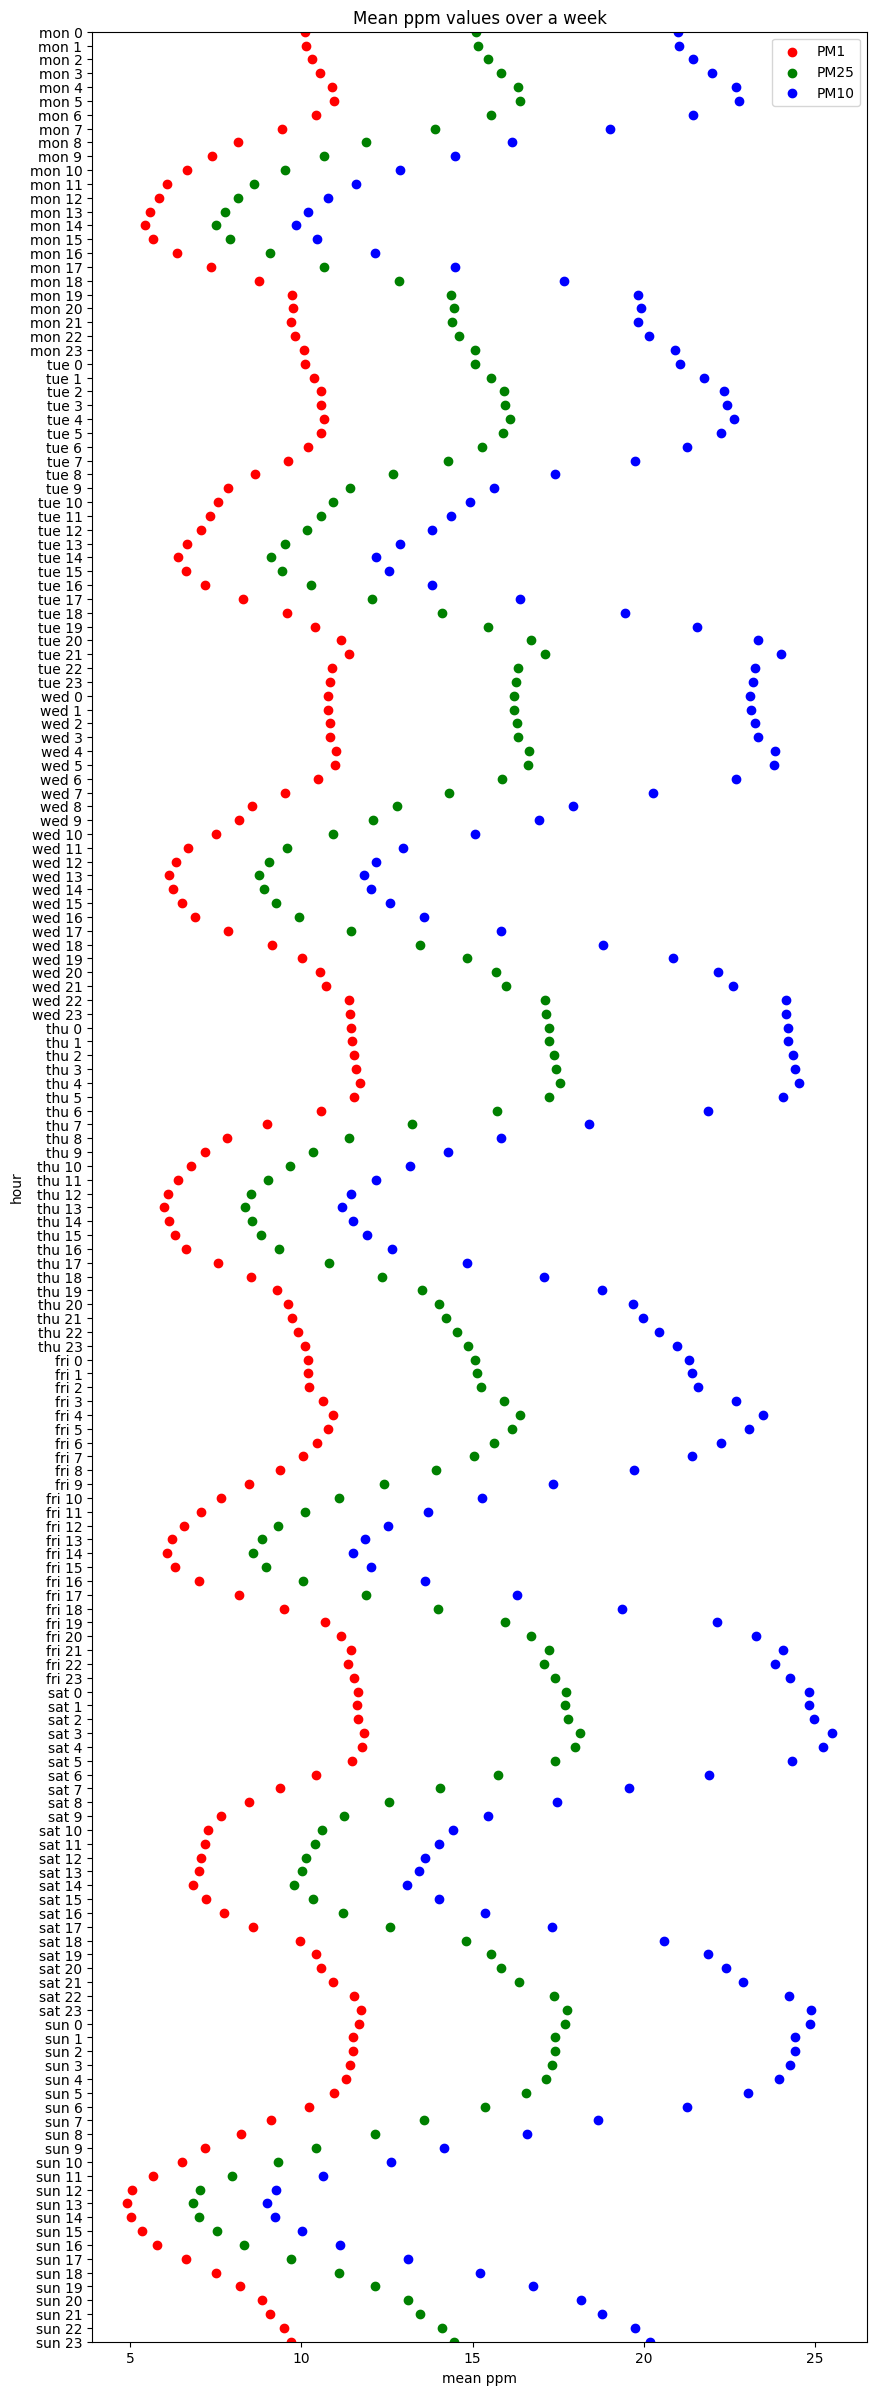 Mean ppm values over a week
PM1
PM25
PM10
mon 0
mon 1
mon 2
mon 3
mon 4
mon 5
mon 6
mon 7
mon 8
mon 9
mon 10
mon 11
mon 12
mon 13
mon 14
mon 15
mon 16
mon 17
mon 18
mon 19
mon 20
mon 21
mon 22
mon 23
tue 0
tue 1
tue 2
tue 3
tue 4
tue 5
tue 6
tue 7
tue 8
tue 9
tue 10
tue 11
tue 12
tue 13
tue 14
tue 15
tue 16
tue 17
tue 18
tue 19
tue 20
tue 21
tue 22
tue 23
wed 0
wed 1
wed 2
wed 3
wed 4
wed 5
wed 6
wed 7
wed 8
wed 9
wed 10
wed 11
wed 12
wed 13
wed 14
wed 15
wed 16
wed 17
wed 18
wed 19
wed 20
wed 21
wed 22
wed 23
thu 0
thu 1
thu 2
thu 3
thu 4
thu 5
thu 6
thu 7
thu 8
thu 9
thu 10
thu 11
thu 12
thu 13
thu 14
thu 15
thu 16
thu 17
thu 18
thu 19
thu 20
thu 21
thu 22
thu 23
fri 0
fri 1
fri 2
fri 3
fri 4
fri 5
fri 6
fri 7
fri 8
fri 9
fri 10
fri 11
fri 12
fri 13
fri 14
fri 15
fri 16
fri 17
fri 18
fri 19
fri 20
fri 21
fri 22
fri 23
sat 0
sat 1
sat 2
sat 3
sat 4
sat 5
sat 6
sat 7
sat 8
sat 9
sat 10
sat 11
sat 12
sat 13
sat 14
sat 15
sat 16
sat 17
sat 18
sat 19
sat 20
sat 21
sat 22
sat 23
sun 0
sun 1
sun 2
sun 3
sun 4
sun 5
sun 6
sun 7
sun 8
sun 9
sun 10
sun 11
sun 12
sun 13
sun 14
sun 15
sun 16
sun 17
sun 18
sun 19
sun 20
sun 21
sun 22
sun 23
hour
5 10 15 20 25
mean ppm